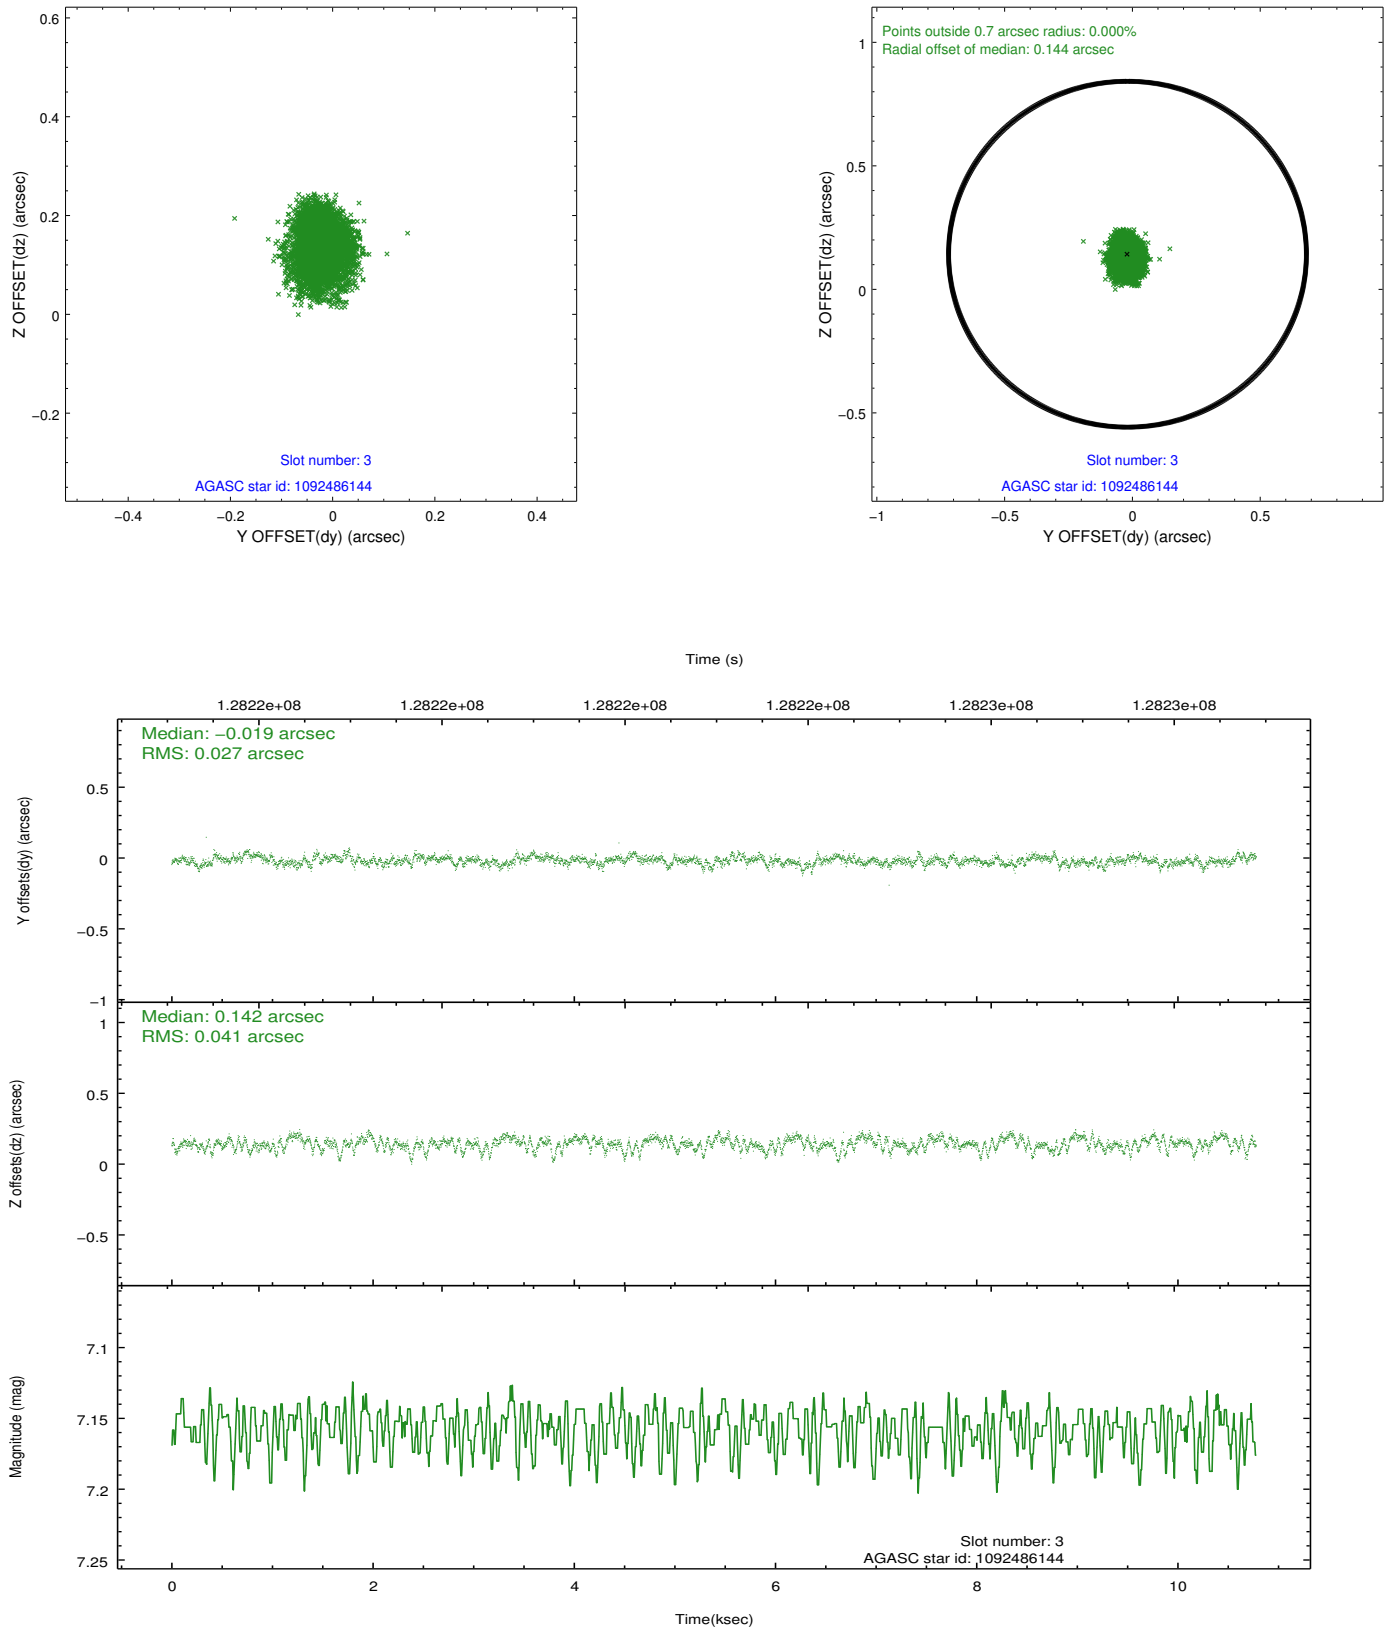 0.6
0.4
0.2
0
−0.2
Z OFFSET(dz) (arcsec)
Slot number: 3
AGASC star id: 1092486144
−0.4
−0.2
0
0.2
0.4
Y OFFSET(dy) (arcsec)
Points outside 0.7 arcsec radius: 0.000%
Radial offset of median: 0.144 arcsec
1
0.5
0
−0.5
Z OFFSET(dz) (arcsec)
Slot number: 3
AGASC star id: 1092486144
−1
−0.5
0
0.5
Y OFFSET(dy) (arcsec)
Time (s)
1.2822e+08
1.2822e+08
1.2822e+08
1.2822e+08
1.2823e+08
1.2823e+08
Median: −0.019 arcsec
RMS: 0.027 arcsec
0.5
0
−0.5
−1
Y offsets(dy) (arcsec)
Median: 0.142 arcsec
RMS: 0.041 arcsec
1
0.5
0
−0.5
Z offsets(dz) (arcsec)
7.1
7.15
7.2
7.25
Magnitude (mag)
Slot number: 3
AGASC star id: 1092486144
0
2
4
6
8
10
Time(ksec)